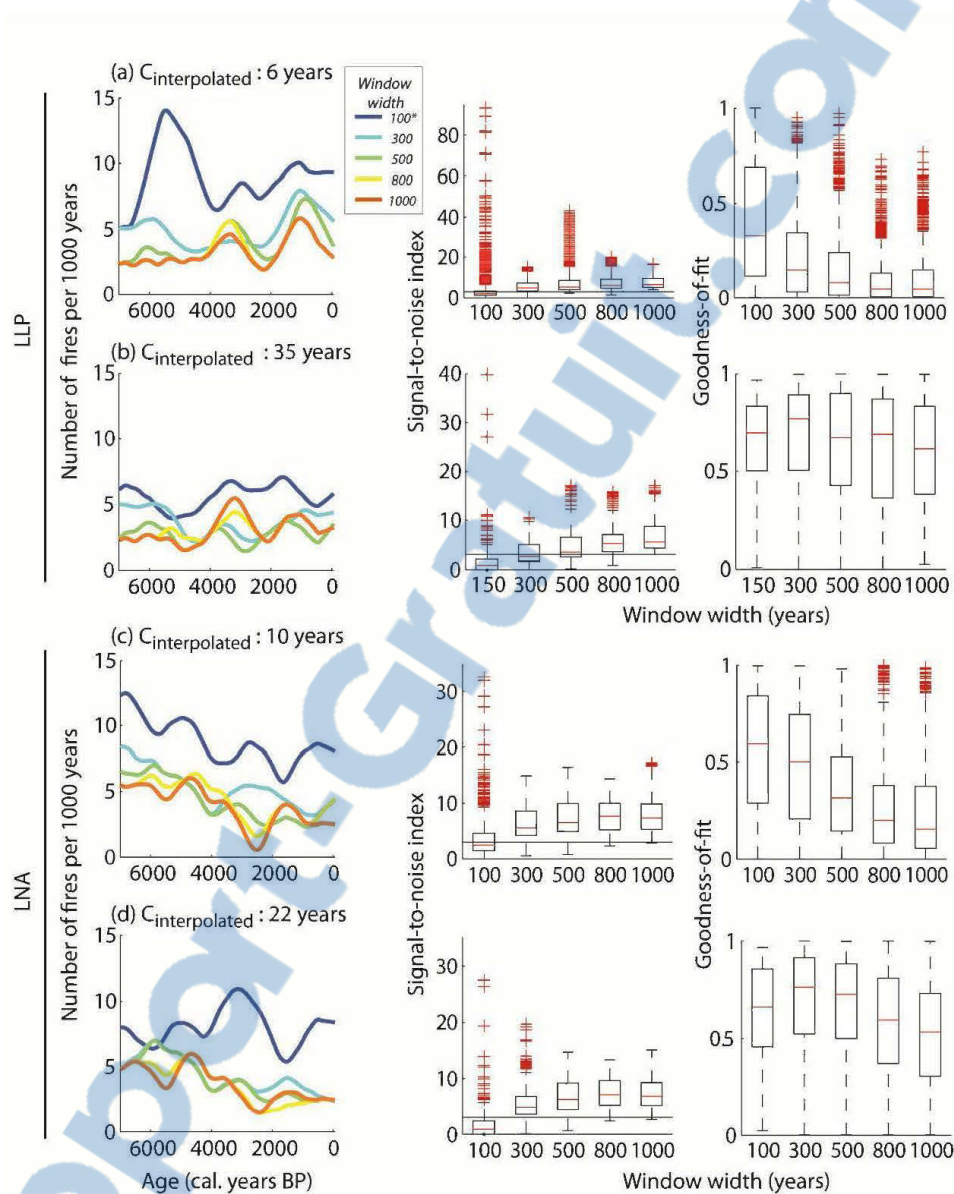 (a) Cinterpolated : 6 years
Window width
100*
300
500
800
1000
15
10
5
0
6000 4000 2000 0
80
60
40
20
0
100 300 500 800 1000
Signal-to-noise index
1
0.5
0
100 300 500 800 1000
Goodness-of-fit
LLP
Number of fires per 1000 years
(b) Cinterpolated : 35 years
15
10
5
0
6000 4000 2000 0
40
30
20
10
0
150 300 500 800 1000
1
0.5
0
150 300 500 800 1000
Window width (years)
(c) Cinterpolated : 10 years
15
10
5
0
6000 4000 2000 0
30
20
10
0
100 300 500 800 1000
Signal-to-noise index
1
0.5
0
100 300 500 800 1000
Goodness-of-fit
LNA
Number of fires per 1000 years
(d) Cinterpolated : 22 years
15
10
5
0
6000 4000 2000 0
Age (cal. years BP)
30
20
10
0
100 300 500 800 1000
1
0.5
0
100 300 500 800 1000
Window width (years)
pport-Gratuit.com